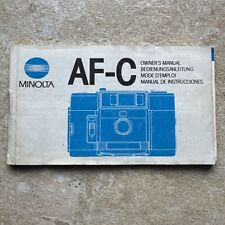 MINOLTA
AF-C
OWNER'S MANUAL
BEDIENUNGSANLEITUNG
MODE D'EMPLOI
MANUAL DE INSTRUCCIONES